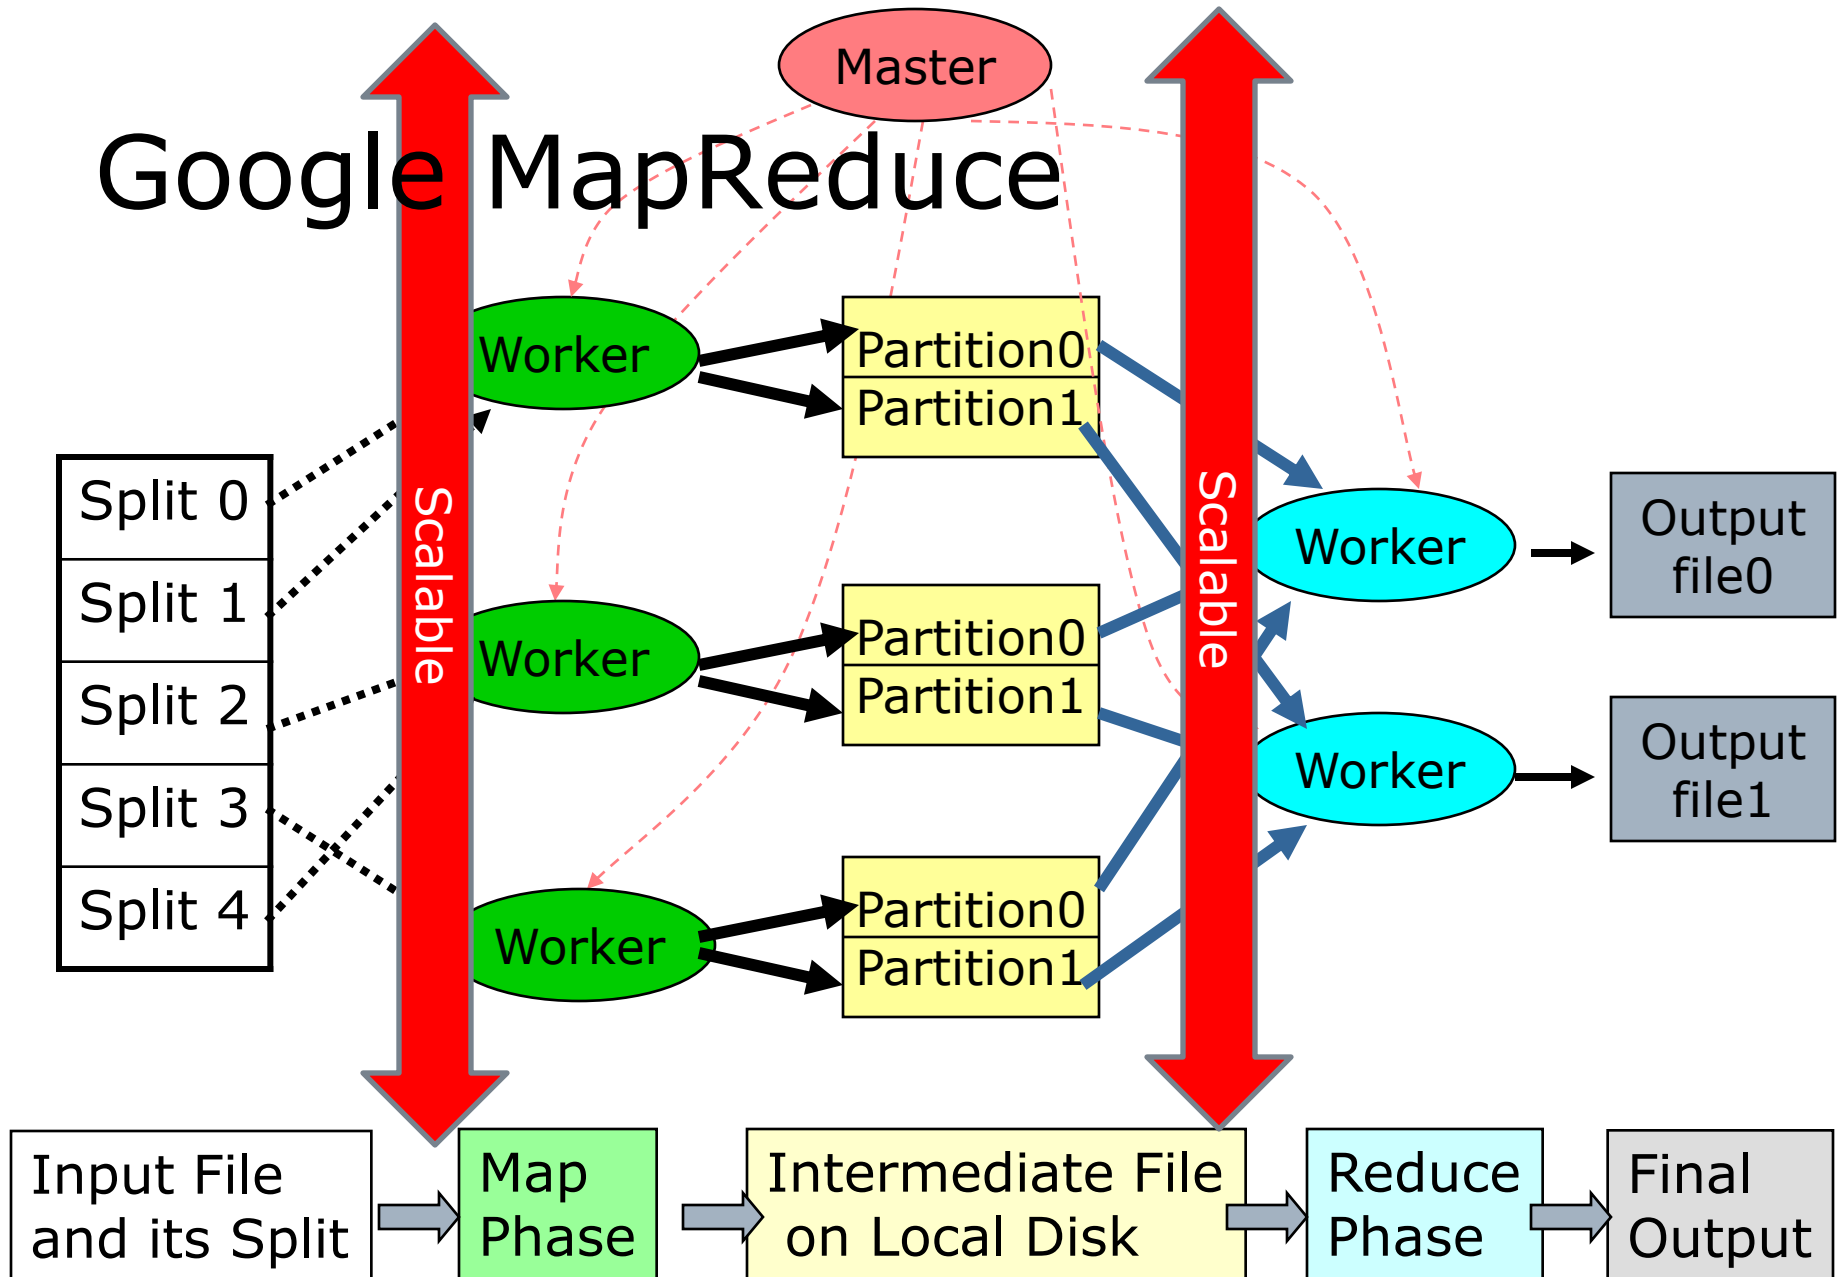 Master
Google MapReduce
Worker
Partition0
Partition1
Split 0
Split 1
Split 2
Split 3
Split 4
Scalable
Scalable
Worker
Output
file0
Worker
Partition0
Partition1
Worker
Output
file1
Worker
Partition0
Partition1
Input File
and its Split
Map
Phase
Intermediate File
on Local Disk
Reduce
Phase
Final
Output